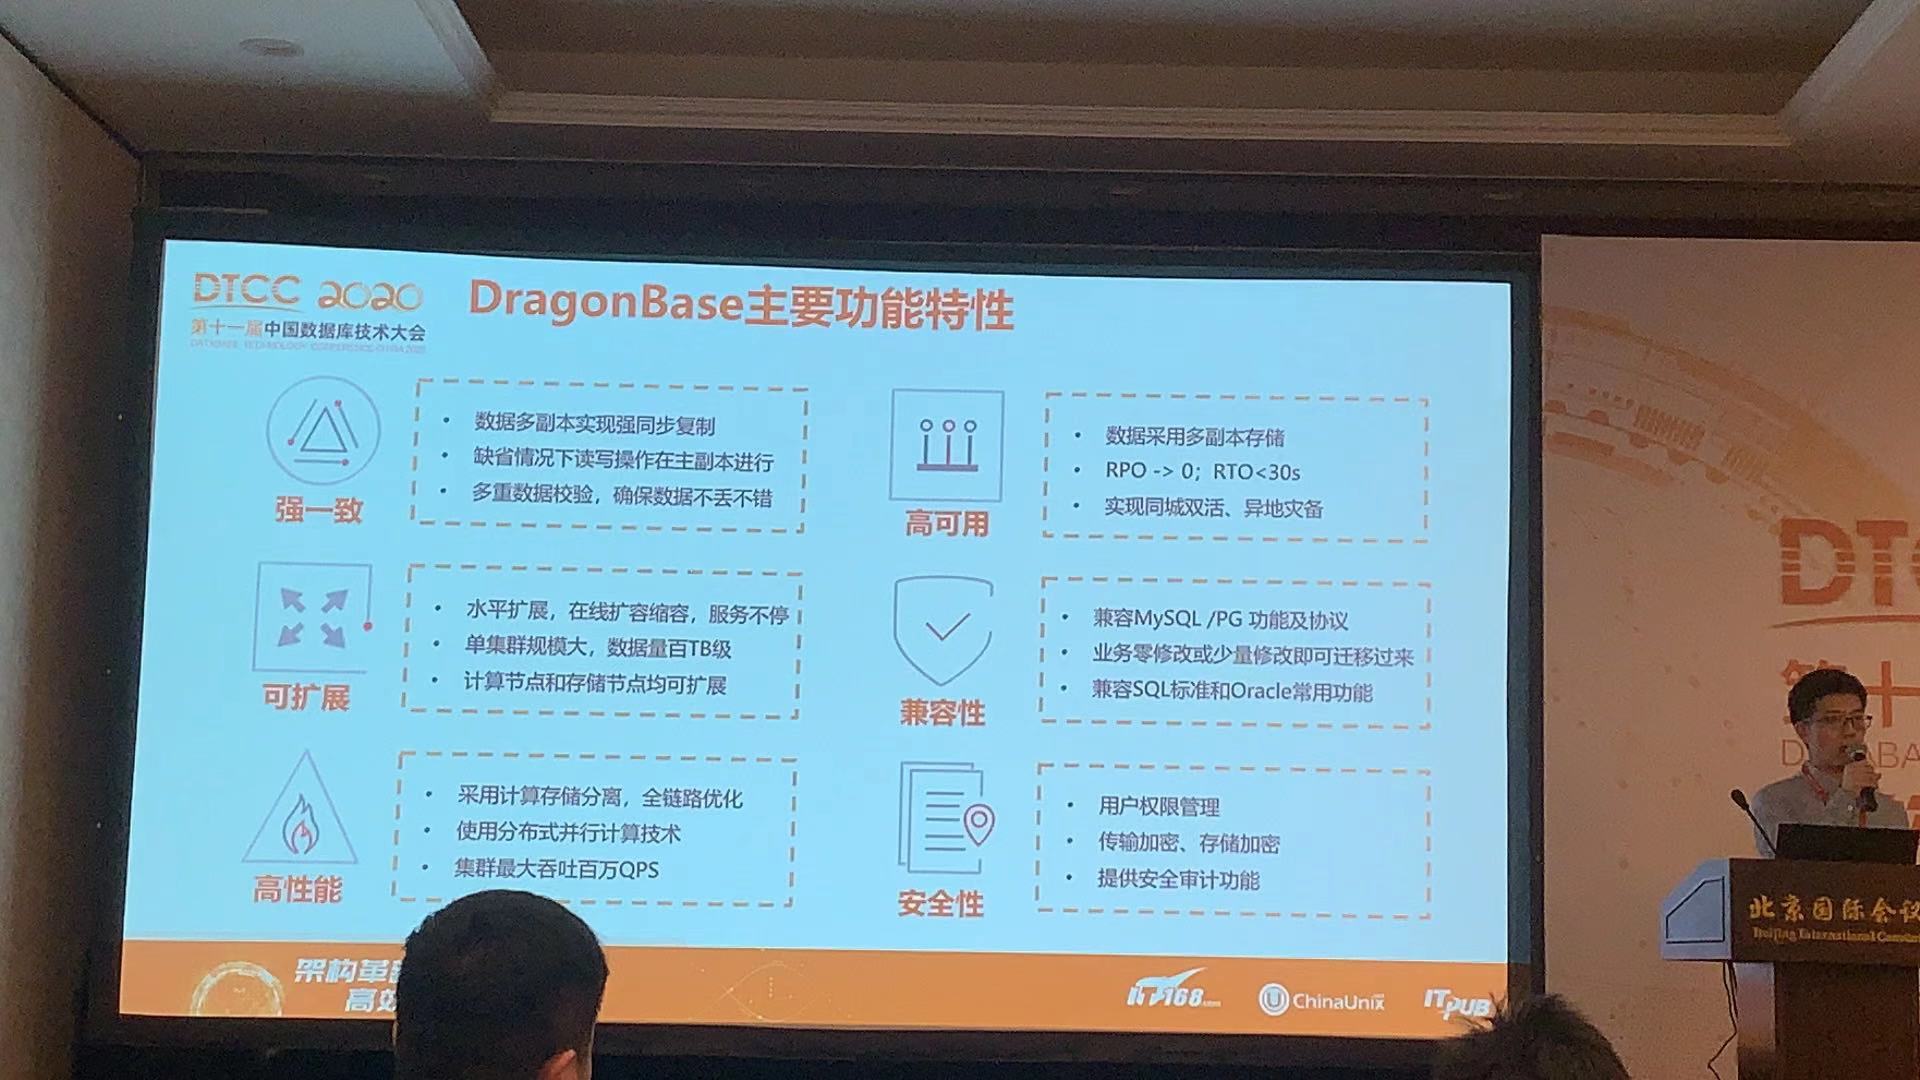 DTCC 2020
第十一届中国数据库技术大会
DragonBase主要功能特性
强一致
• 数据多副本实现强同步复制
• 缺省情况下读写操作在主副本进行
• 多重数据校验，确保数据不丢不错
高可用
• 数据采用多副本存储
• RPO -> 0；RTO<30s
• 实现同城双活、异地灾备
可扩展
• 水平扩展，在线扩容缩容，服务不停
• 单集群规模大，数据量百TB级
• 计算节点和存储节点均可扩展
兼容性
• 兼容MySQL /PG 功能及协议
• 业务零修改或少量修改即可迁移过来
• 兼容SQL标准和Oracle常用功能
高性能
• 采用计算存储分离，全链路优化
• 使用分布式并行计算技术
• 集群最大吞吐百万QPS
安全性
• 用户权限管理
• 传输加密、存储加密
• 提供安全审计功能
架构革
高效
IT168
ChinaUnix
ITPUB
DT
第十
北京国际会议
Beijing International